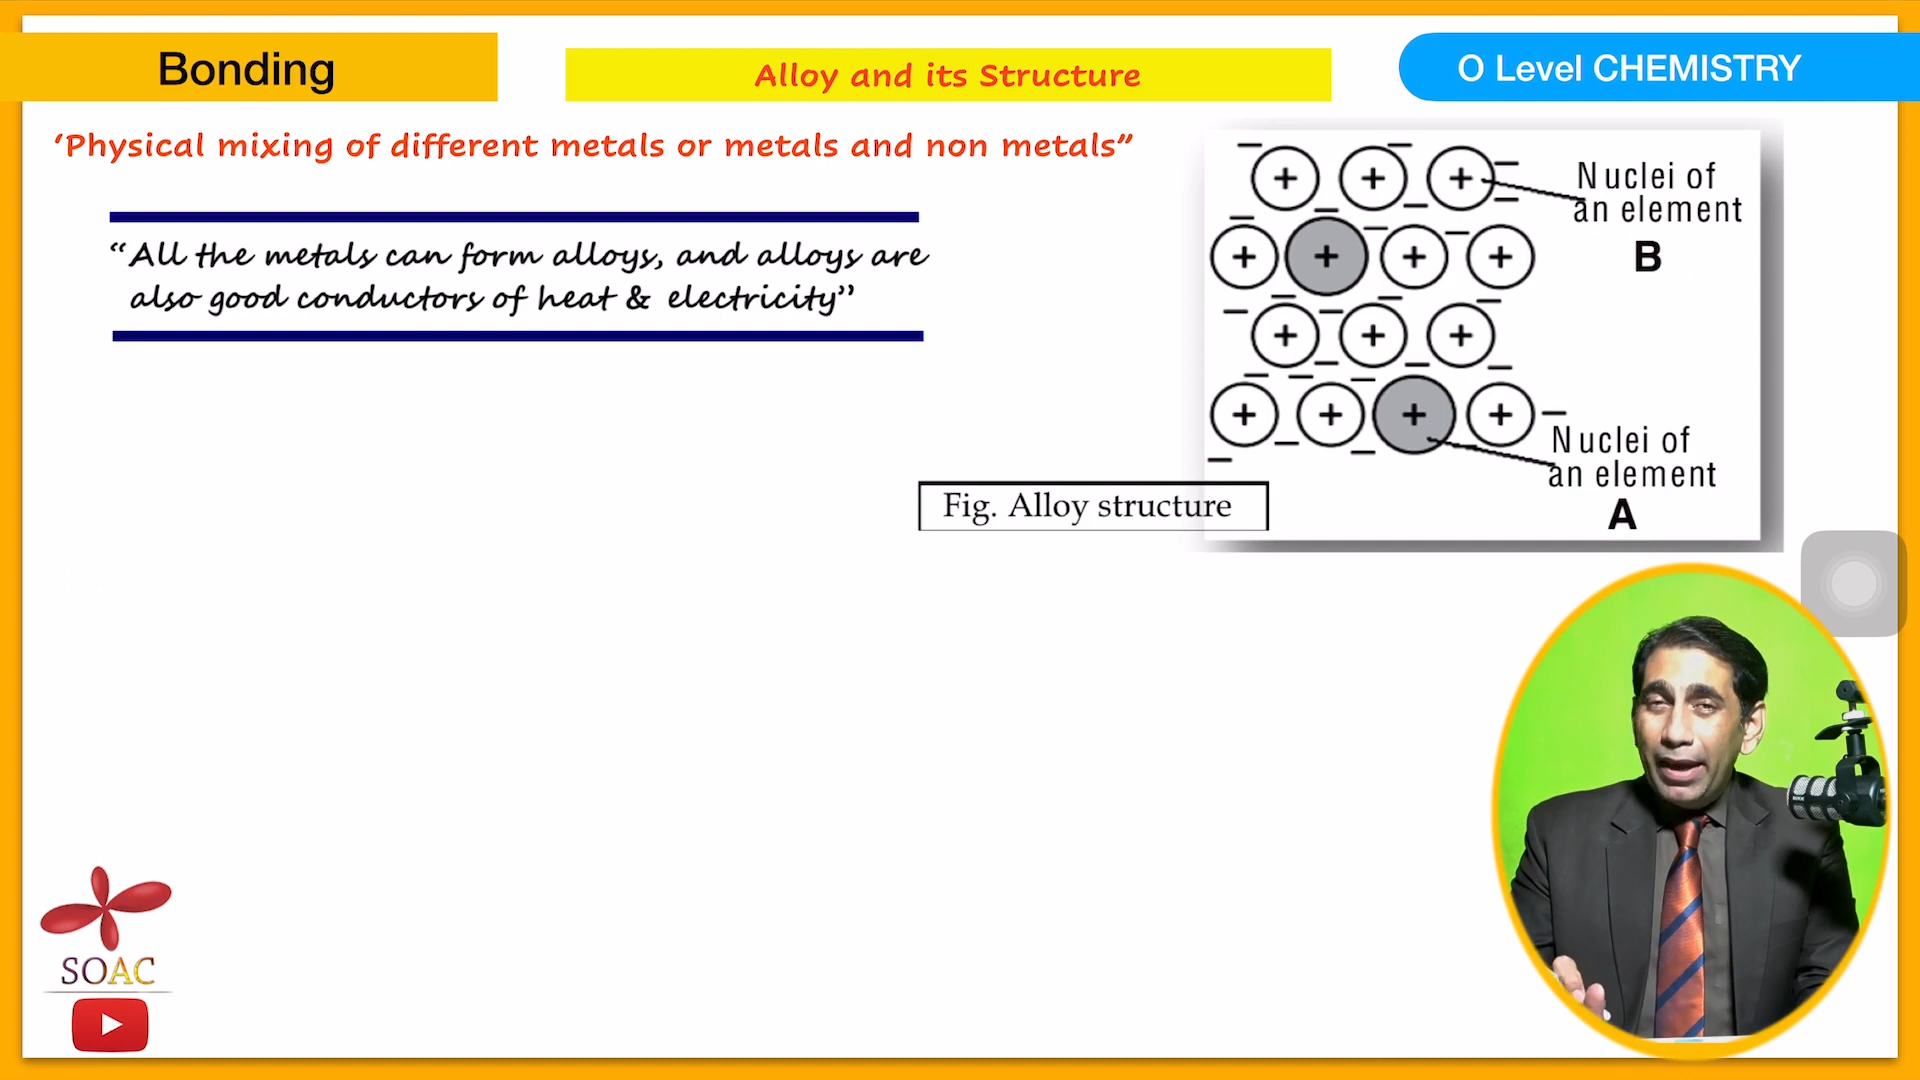 Bonding
Alloy and its Structure
O Level CHEMISTRY
‘Physical mixing of different metals or metals and non metals”
“All the metals can form alloys, and alloys are
also good conductors of heat & electricity”
Nuclei of
an element
B
Nuclei of
an element
A
Fig. Alloy structure
SOAC